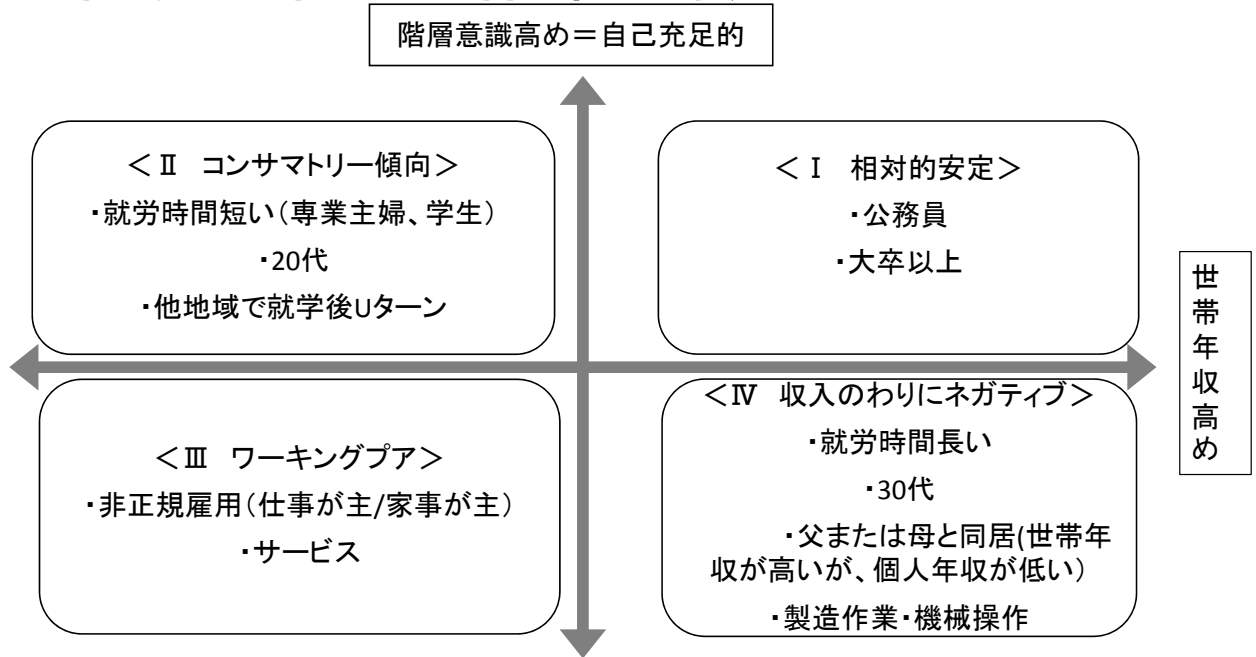 階層意識高め＝自己充足的
＜Ⅱ　コンサマトリー傾向＞
・就労時間短い（専業主婦、学生）
・20代
・他地域で就学後Uターン
＜Ⅰ　相対的安定＞
・公務員
・大卒以上
世帯年収高め
＜Ⅲ　ワーキングプア＞
・非正規雇用（仕事が主/家事が主）
・サービス
＜Ⅳ　収入のわりにネガティブ＞
・就労時間長い
・30代
・父または母と同居(世帯年
収が高いが、個人年収が低い）
・製造作業・機械操作